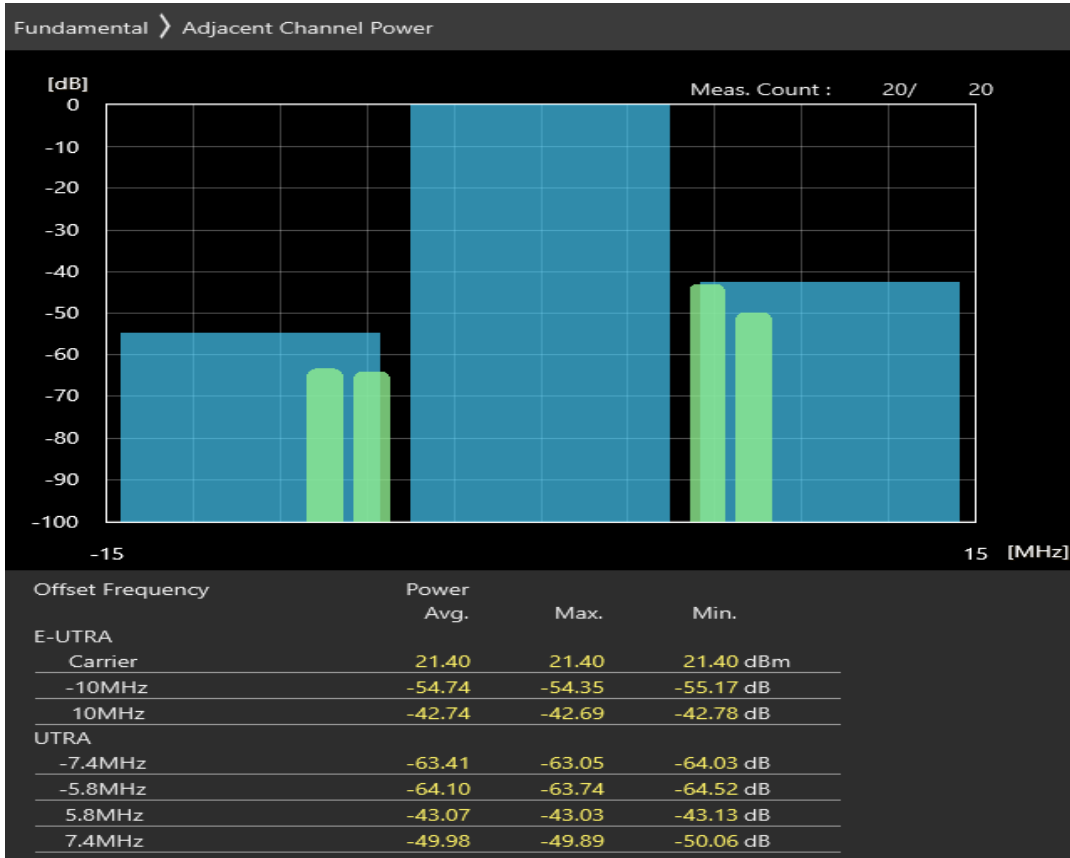 Fundamental 〉 Adjacent Channel Power
[dB]
Meas. Count : 20/ 20
0
-10
-20
-30
-40
-50
-60
-70
-80
-90
-100
-15 15 [MHz]
Offset Frequency Power
Avg. Max. Min.
E-UTRA
Carrier 21.40 21.40 21.40 dBm
-10MHz -54.74 -54.35 -55.17 dB
10MHz -42.74 -42.69 -42.78 dB
UTRA
-7.4MHz -63.41 -63.05 -64.03 dB
-5.8MHz -64.10 -63.74 -64.52 dB
5.8MHz -43.07 -43.03 -43.13 dB
7.4MHz -49.98 -49.89 -50.06 dB